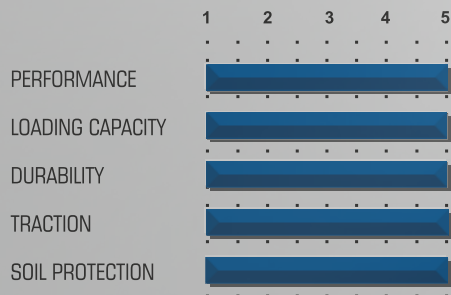 1 2 3 4 5
PERFORMANCE
LOADING CAPACITY
DURABILITY
TRACTION
SOIL PROTECTION